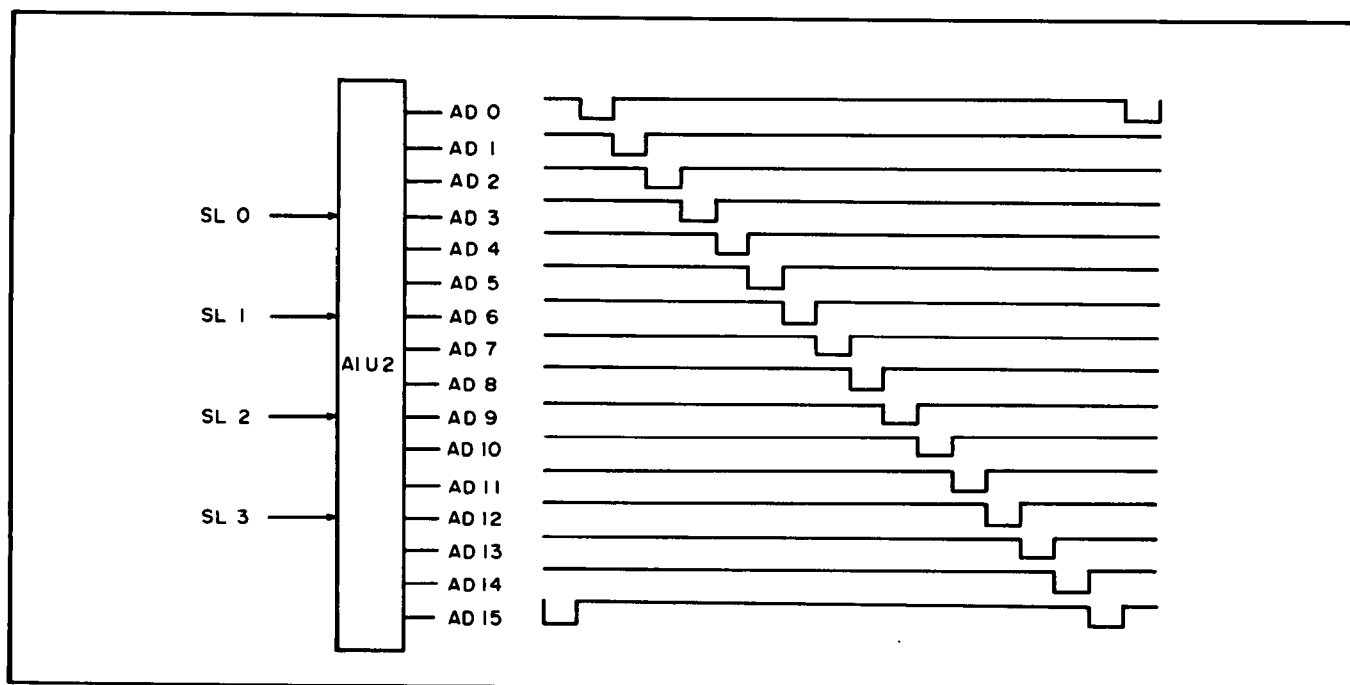 SL 0
SL 1
SL 2
SL 3
A1U2
AD 0
AD 1
AD 2
AD 3
AD 4
AD 5
AD 6
AD 7
AD 8
AD 9
AD 10
AD 11
AD 12
AD 13
AD 14
AD 15